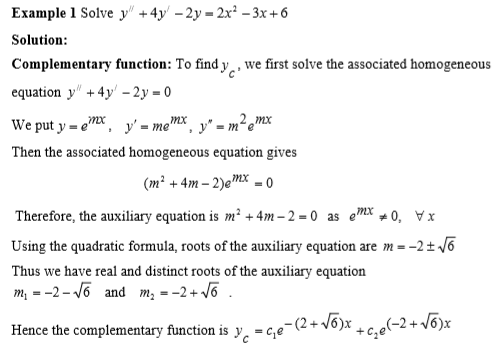 Example 1 Solve y″ + 4y′ − 2y = 2x² − 3x + 6
Solution:
Complementary function: To find y_c, we first solve the associated homogeneous
equation y″ + 4y′ − 2y = 0
We put y = e^{mx}, y′ = me^{mx}, y″ = m²e^{mx}
Then the associated homogeneous equation gives
(m² + 4m − 2)e^{mx} = 0
Therefore, the auxiliary equation is m² + 4m − 2 = 0 as e^{mx} ≠ 0, ∀ x
Using the quadratic formula, roots of the auxiliary equation are m = −2 ± √6
Thus we have real and distinct roots of the auxiliary equation
m₁ = −2 − √6 and m₂ = −2 + √6 .
Hence the complementary function is y_c = c₁e^{−(2 + √6)x} + c₂e^{(−2 + √6)x}